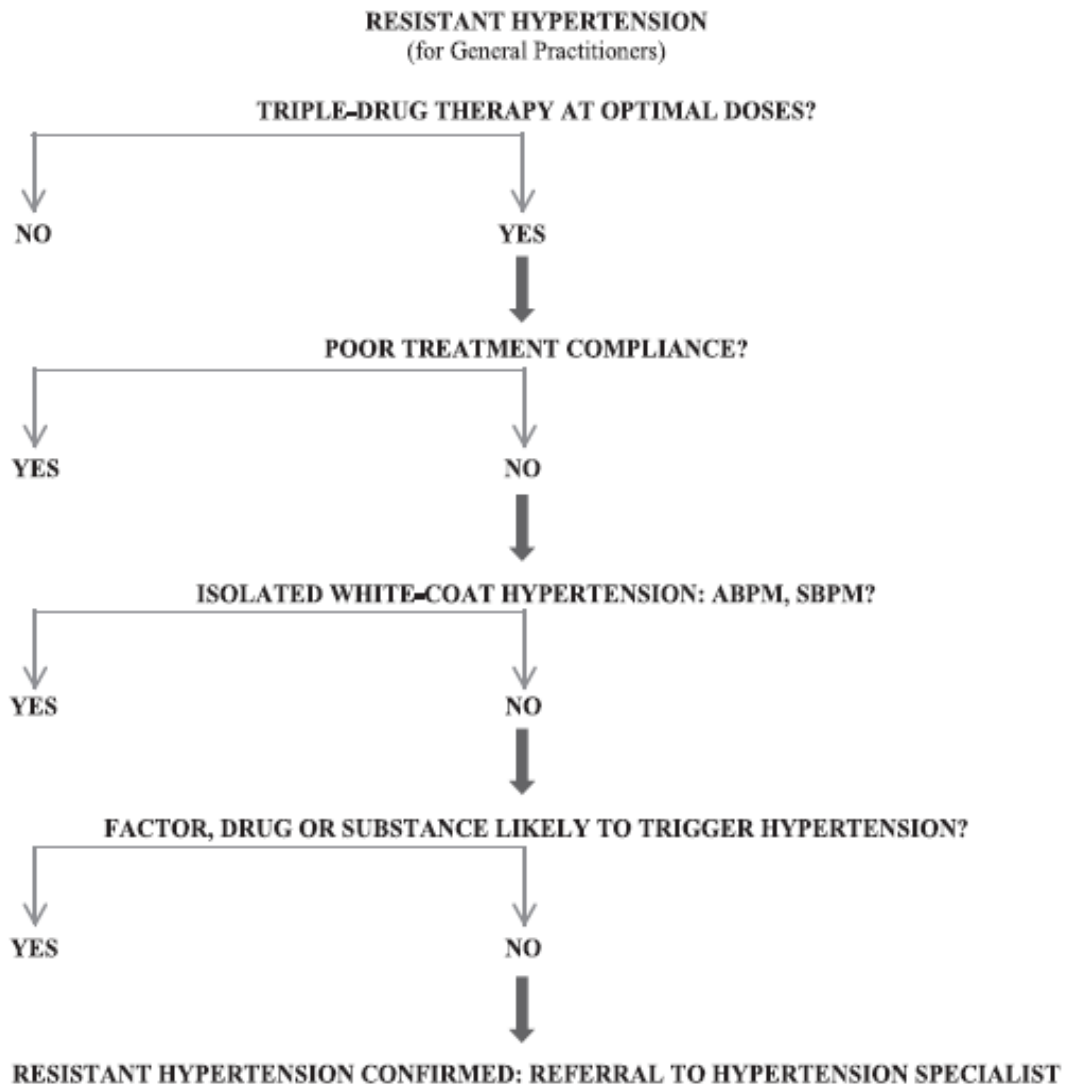 RESISTANT HYPERTENSION
(for General Practitioners)
TRIPLE-DRUG THERAPY AT OPTIMAL DOSES?
NO
YES
POOR TREATMENT COMPLIANCE?
YES
NO
ISOLATED WHITE-COAT HYPERTENSION: ABPM, SBPM?
YES
NO
FACTOR, DRUG OR SUBSTANCE LIKELY TO TRIGGER HYPERTENSION?
YES
NO
RESISTANT HYPERTENSION CONFIRMED: REFERRAL TO HYPERTENSION SPECIALIST